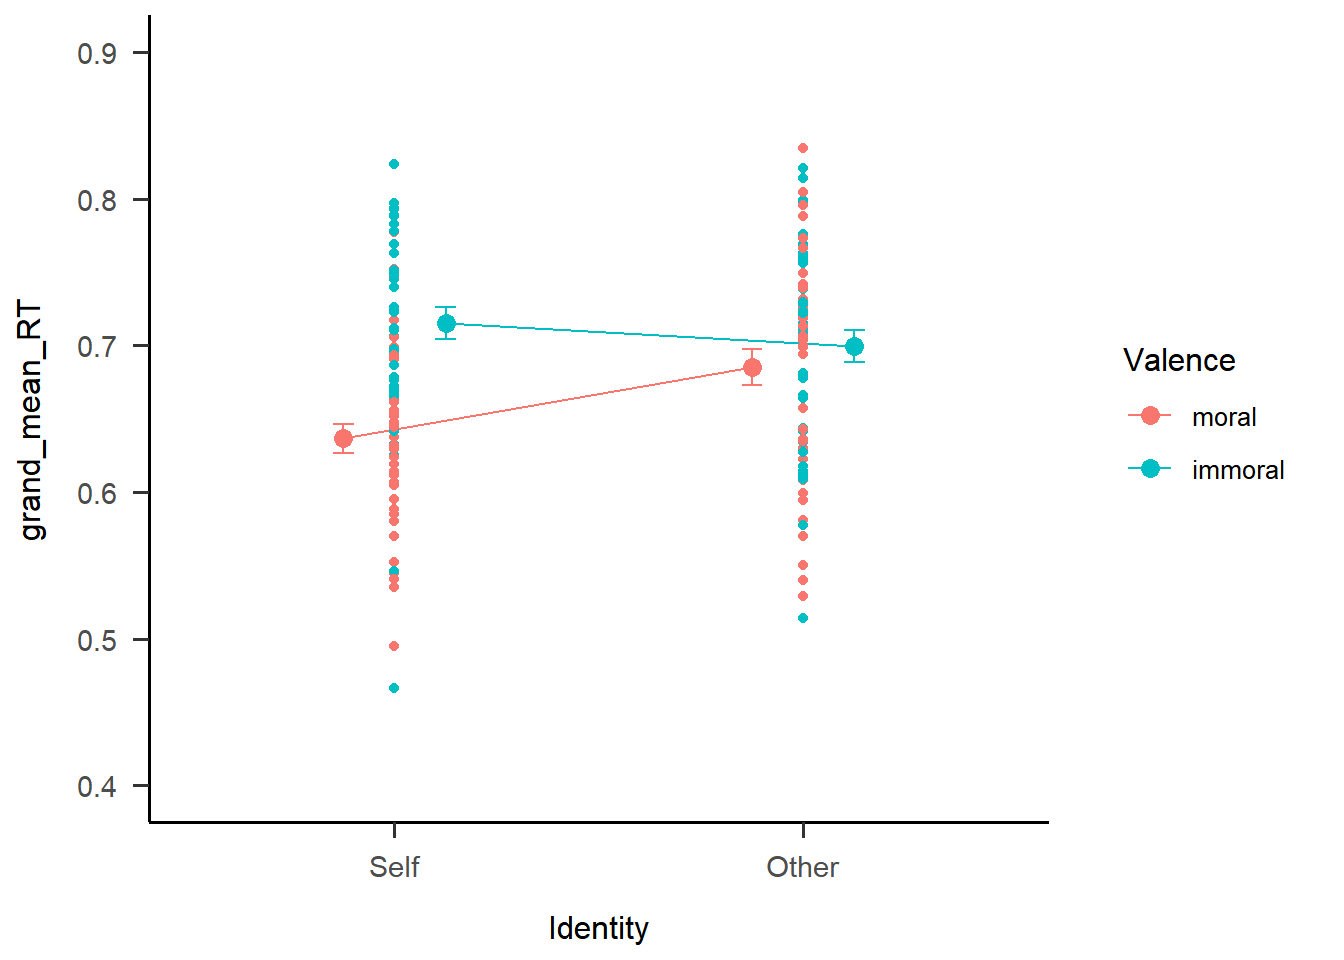 grand_mean_RT
0.9
0.8
0.7
0.6
0.5
0.4
Self
Other
Identity
Valence
moral
immoral